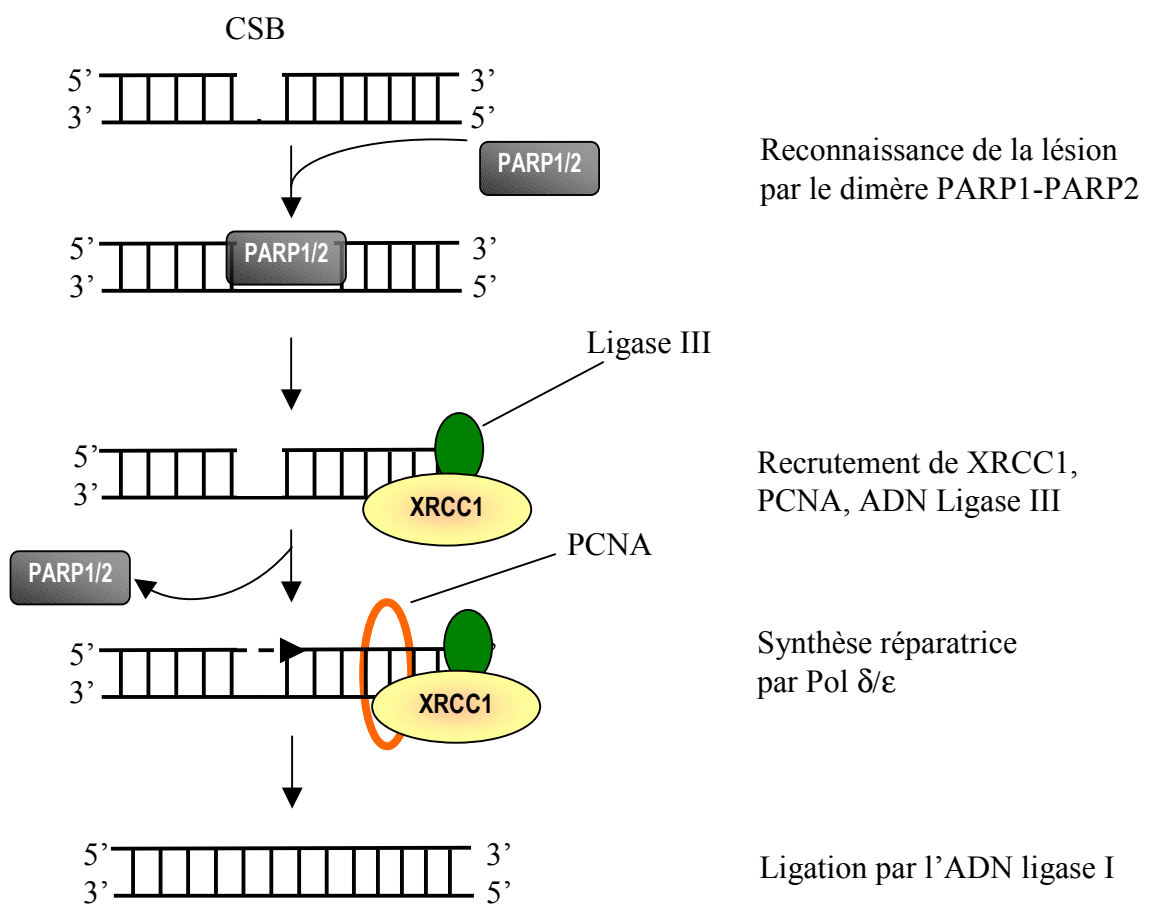 CSB
5’ 3’
3’ 5’
PARP1/2
Reconnaissance de la lésion
par le dimère PARP1-PARP2
5’ PARP1/2 3’
3’ 5’
Ligase III
5’
3’
XRCC1
Recrutement de XRCC1,
PCNA, ADN Ligase III
PCNA
PARP1/2
5’
3’
XRCC1
Synthèse réparatrice
par Pol δ/ε
5’ 3’
3’ 5’
Ligation par l’ADN ligase I